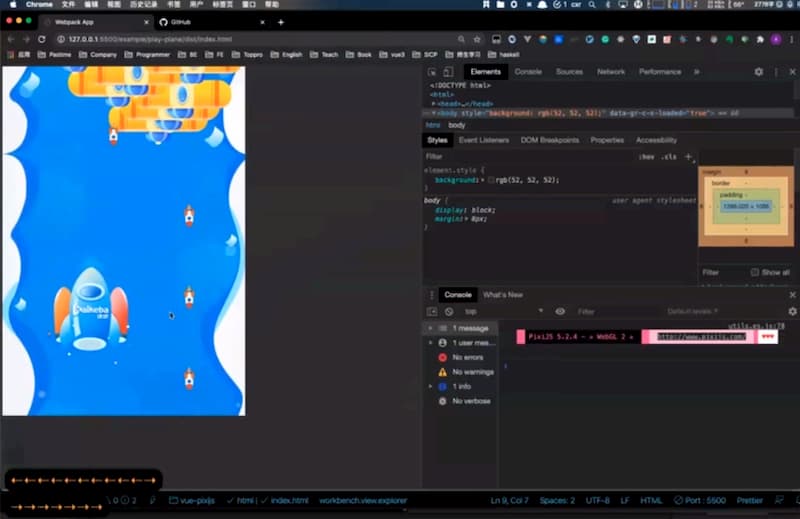 Chrome 文件 编辑 视图 历史记录 书签 用户 标签页 窗口 帮助
Webpack App
GitHub
127.0.0.1:5500/example/play-plane/dist/index.html
应用 Pastime Company Programmer BE FE Toppro English Teach Book vue3 SICP haskell
Elements Console Sources Network Performance
<!DOCTYPE html>
<html>
<head>…</head>
<body style="background: rgb(52, 52, 52);" data-gr-c-s-loaded="true"> == $0
html body
Styles Event Listeners DOM Breakpoints Properties Accessibility
Filter :hov .cls +
element.style {
background: rgb(52, 52, 52);
}
body { user agent stylesheet
display: block;
margin: 8px;
}
margin 8
border -
padding -
8
Filter Show all
Console What's New
top Filter Default levels
1 message
1 user mes…
No errors
No warnings
1 info
No verbose
utils.es.js:78
PixiJS 5.2.4 - ✰ WebGL 2 ✰ http://www.pixijs.com/ ♥♥♥
Kaikeba
0 2 vue-pixijs html index.html workbench.view.explorer Ln 9, Col 7 Spaces: 2 UTF-8 LF HTML Port : 5500 Prettier